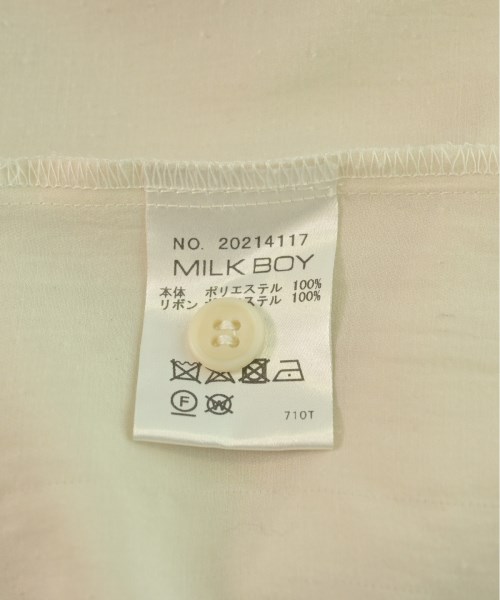 NO. 20214117
MILK BOY
本体 ポリエステル 100%
リボン ステル 100%
F W
710T